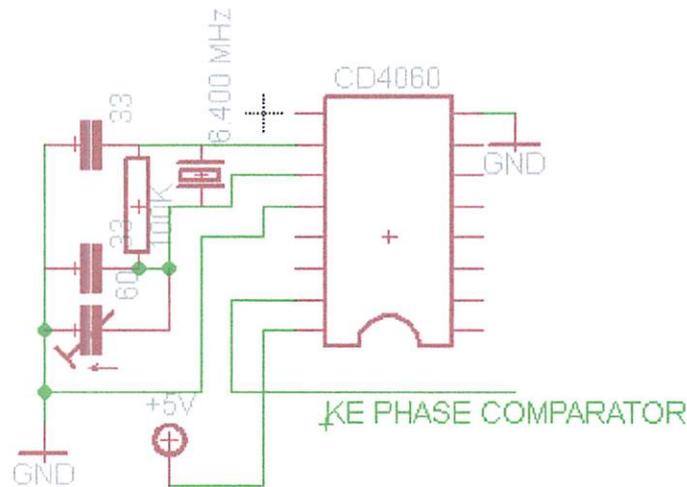 CD4060
6.400 MHz
33
GND
100K
33
60
+5V
KE PHASE COMPARATOR
GND